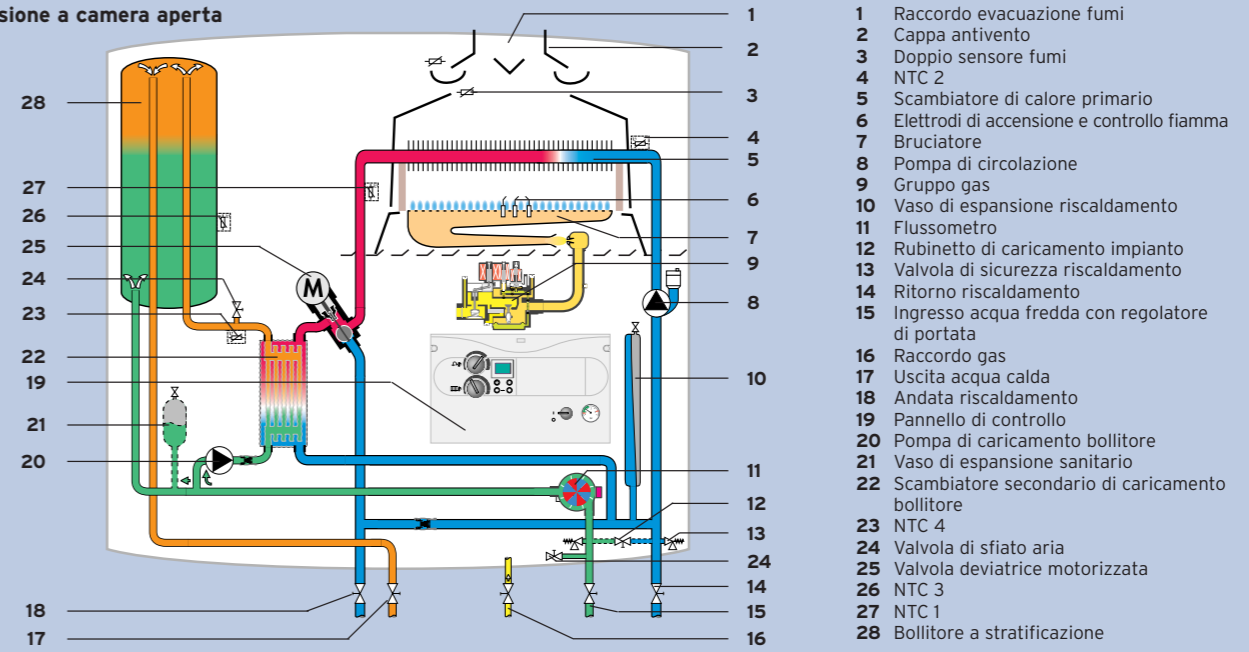 sione a camera aperta
1
2
3
4
5
6
7
9
8
10
11
12
13
24
14
15
16
28
27
26
25
24
23
22
19
21
20
18
17
M
1 Raccordo evacuazione fumi
2 Cappa antivento
3 Doppio sensore fumi
4 NTC 2
5 Scambiatore di calore primario
6 Elettrodi di accensione e controllo fiamma
7 Bruciatore
8 Pompa di circolazione
9 Gruppo gas
10 Vaso di espansione riscaldamento
11 Flussometro
12 Rubinetto di caricamento impianto
13 Valvola di sicurezza riscaldamento
14 Ritorno riscaldamento
15 Ingresso acqua fredda con regolatore
di portata
16 Raccordo gas
17 Uscita acqua calda
18 Andata riscaldamento
19 Pannello di controllo
20 Pompa di caricamento bollitore
21 Vaso di espansione sanitario
22 Scambiatore secondario di caricamento
bollitore
23 NTC 4
24 Valvola di sfiato aria
25 Valvola deviatrice motorizzata
26 NTC 3
27 NTC 1
28 Bollitore a stratificazione